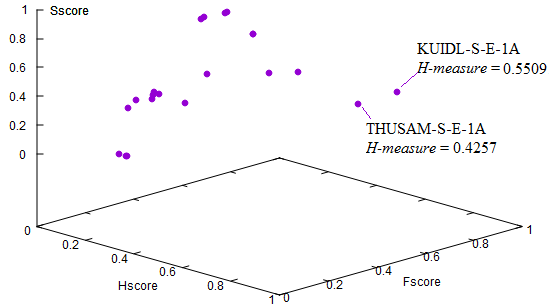 1
Sscore
0.8
0.6
0.4
0.2
0
KUIDL-S-E-1A
H-measure = 0.5509
THUSAM-S-E-1A
H-measure = 0.4257
0
0.2
0.4
0.6
0.8
1
Hscore
0
0.2
0.4
0.6
0.8
1
Fscore